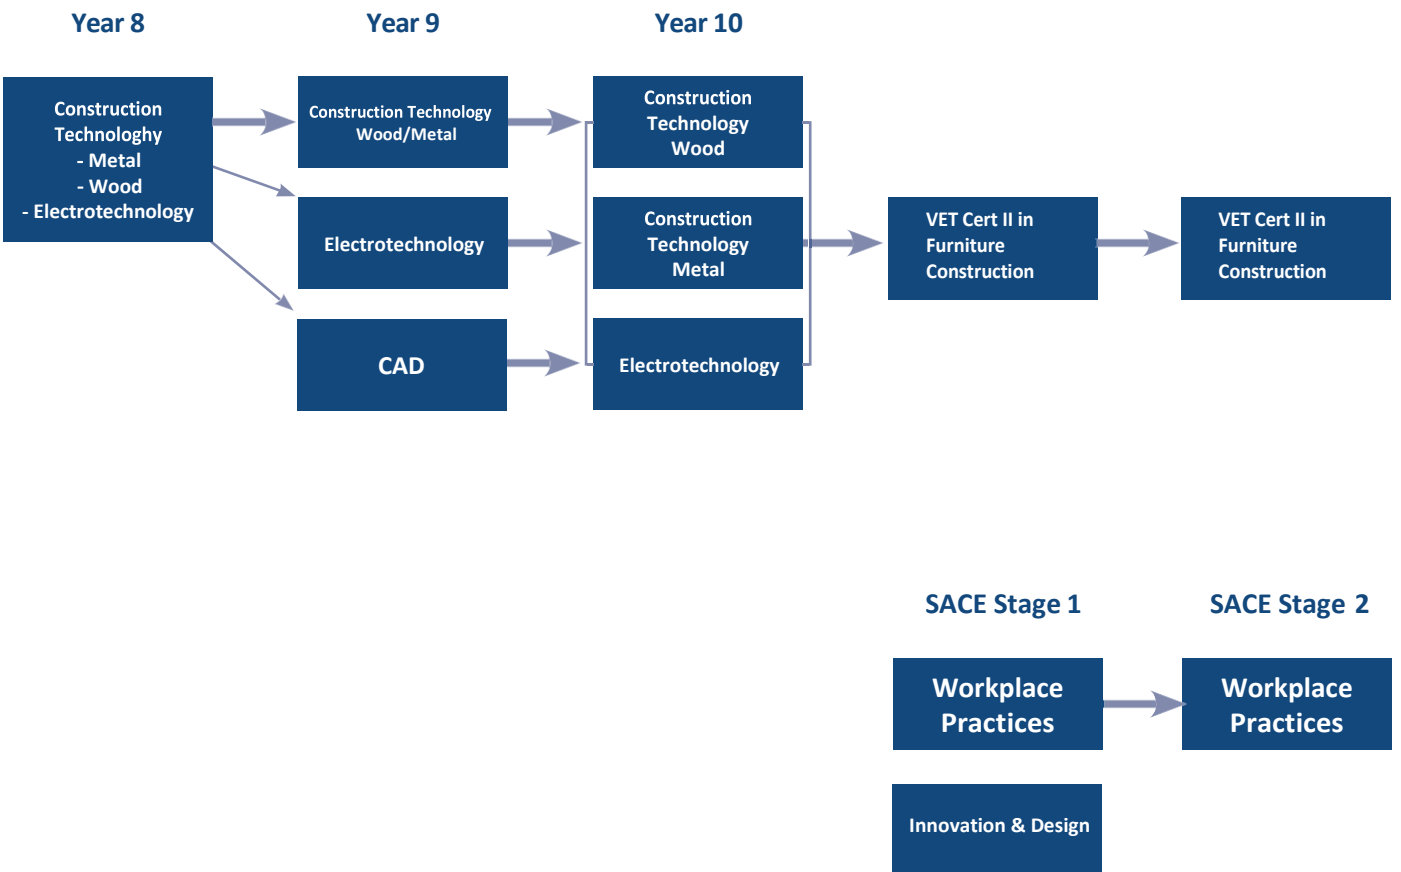 Year 8
Year 9
Year 10
Construction
Technologhy
- Metal
- Wood
- Electrotechnology
Construction Technology
Wood/Metal
Electrotechnology
CAD
Construction
Technology
Wood
Construction
Technology
Metal
Electrotechnology
VET Cert II in
Furniture
Construction
VET Cert II in
Furniture
Construction
SACE Stage 1
SACE Stage 2
Workplace
Practices
Workplace
Practices
Innovation & Design